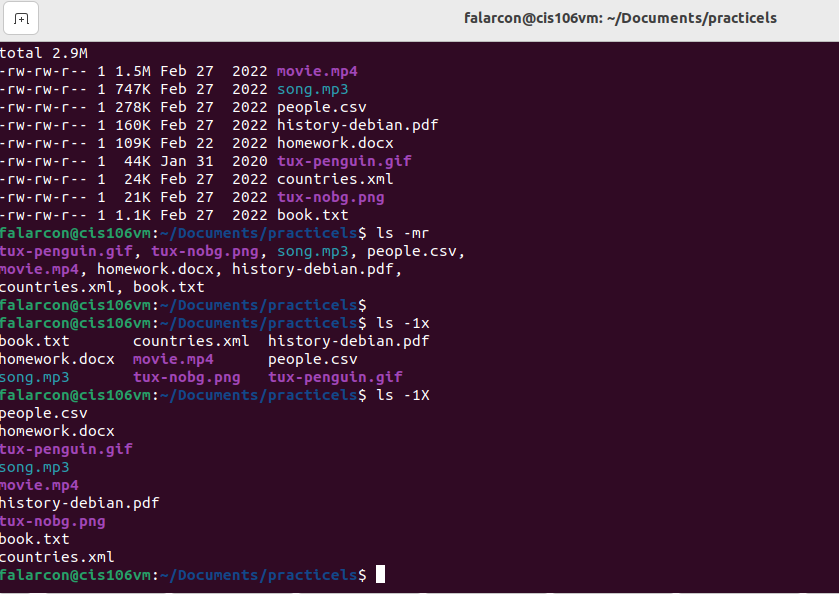 falarcon@cis106vm: ~/Documents/practicels
total 2.9M
-rw-rw-r-- 1 1.5M Feb 27  2022 movie.mp4
-rw-rw-r-- 1 747K Feb 27  2022 song.mp3
-rw-rw-r-- 1 278K Feb 27  2022 people.csv
-rw-rw-r-- 1 160K Feb 27  2022 history-debian.pdf
-rw-rw-r-- 1 109K Feb 22  2022 homework.docx
-rw-rw-r-- 1  44K Jan 31  2020 tux-penguin.gif
-rw-rw-r-- 1  24K Feb 27  2022 countries.xml
-rw-rw-r-- 1  21K Feb 27  2022 tux-nobg.png
-rw-rw-r-- 1 1.1K Feb 27  2022 book.txt
falarcon@cis106vm:~/Documents/practicels$ ls -mr
tux-penguin.gif, tux-nobg.png, song.mp3, people.csv,
movie.mp4, homework.docx, history-debian.pdf,
countries.xml, book.txt
falarcon@cis106vm:~/Documents/practicels$
falarcon@cis106vm:~/Documents/practicels$ ls -1x
book.txt       countries.xml  history-debian.pdf
homework.docx  movie.mp4      people.csv
song.mp3       tux-nobg.png   tux-penguin.gif
falarcon@cis106vm:~/Documents/practicels$ ls -1X
people.csv
homework.docx
tux-penguin.gif
song.mp3
movie.mp4
history-debian.pdf
tux-nobg.png
book.txt
countries.xml
falarcon@cis106vm:~/Documents/practicels$